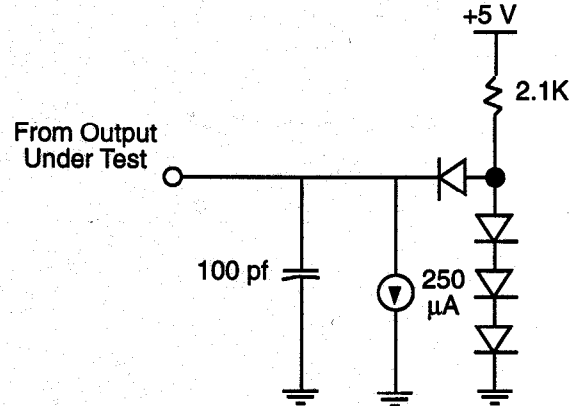 +5 V
2.1K
From Output
Under Test
100 pf
250
μA